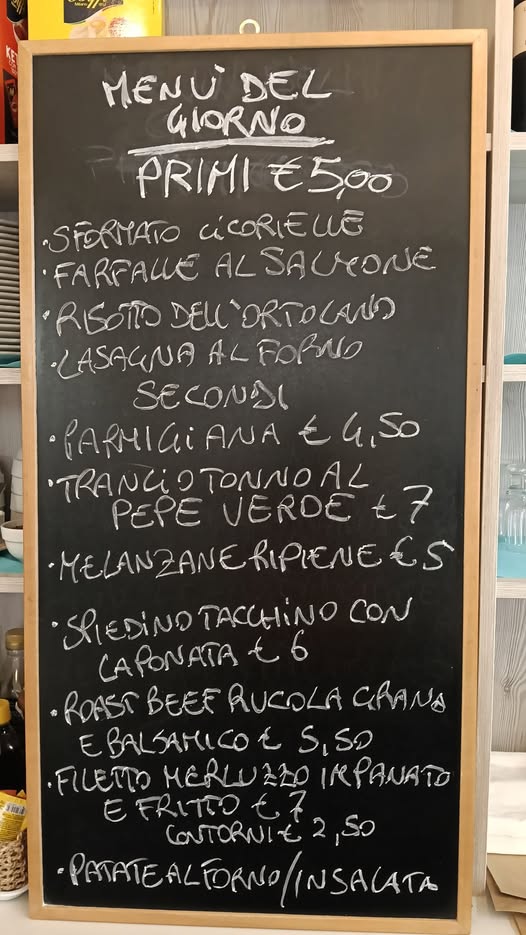 MENÙ DEL
GIORNO
PRIMI € 5,00
·SFORMATO CICORIELLE
·FARFALLE AL SALMONE
·RISOTTO DELL'ORTOLANO
·LASAGNA AL FORNO
SECONDI
·PARMIGIANA € 4,50
·TRANCIO TONNO AL
PEPE VERDE € 7
·MELANZANE RIPIENE € 5
·SPIEDINO TACCHINO CON
CAPONATA € 6
·ROAST BEEF RUCOLA GRANA
E BALSAMICO € 5,50
·FILETTO MERLUZZO IMPANATO
E FRITTO € 7
CONTORNI € 2,50
·PATATE AL FORNO/INSALATA